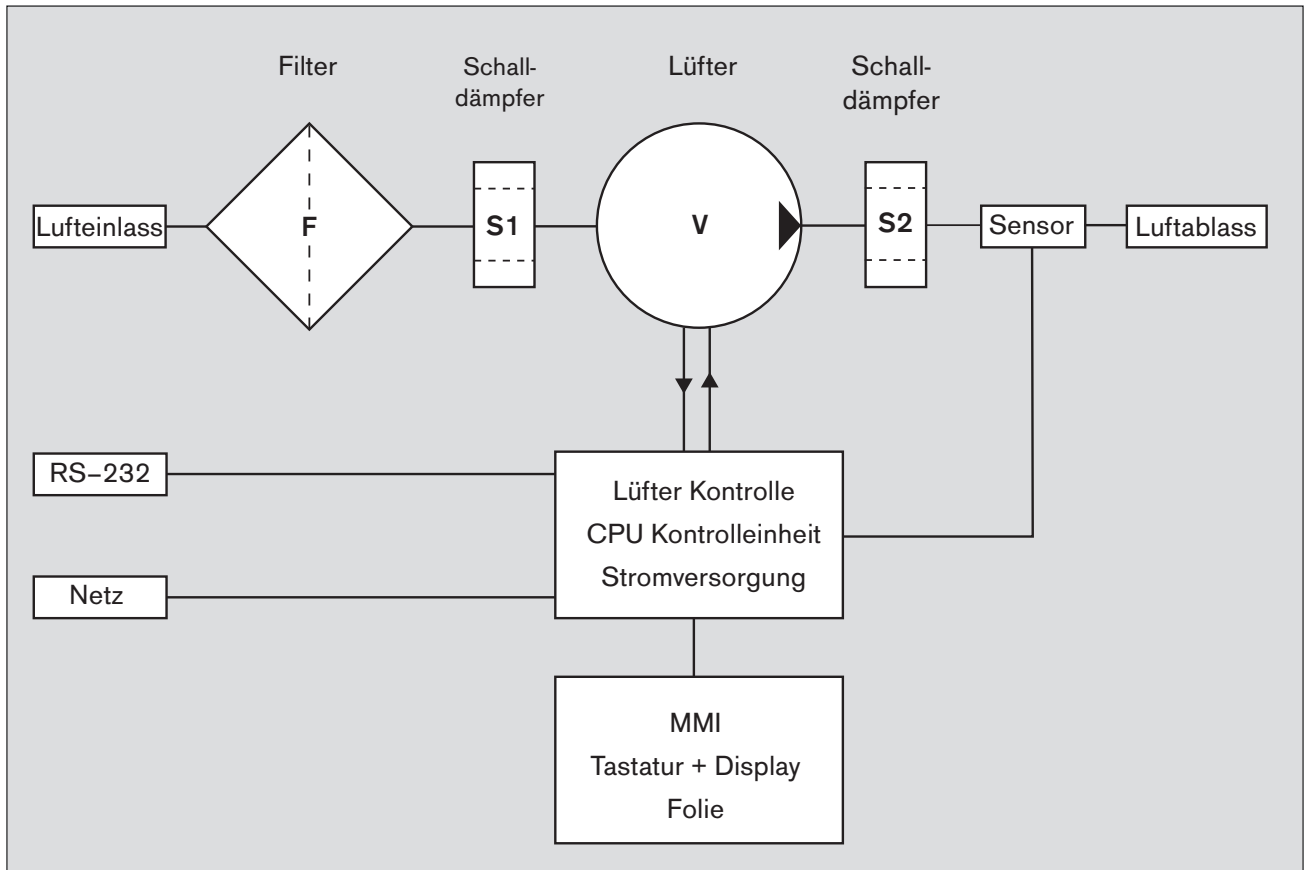 Filter
Schall-
dämpfer
Lüfter
Schall-
dämpfer
Lufteinlass
F
S1
V
S2
Sensor
Luftablass
RS–232
Lüfter Kontrolle
CPU Kontrolleinheit
Stromversorgung
Netz
MMI
Tastatur + Display
Folie